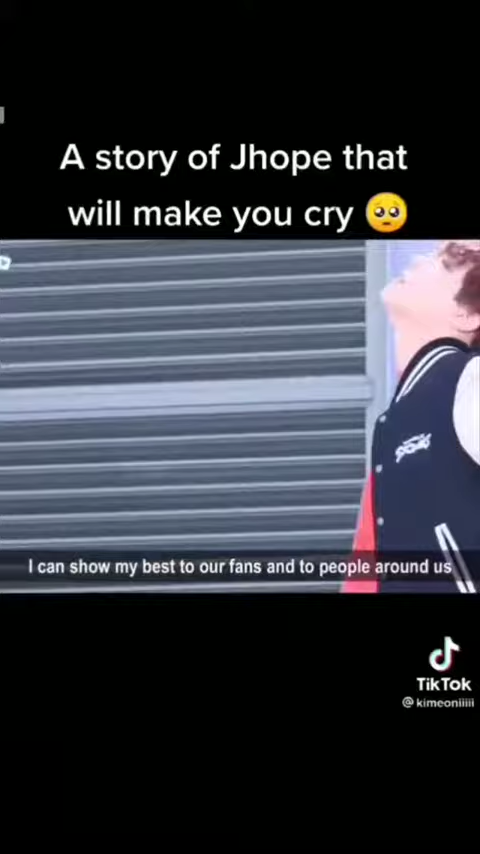 A story of Jhope that
will make you cry 🥺
I can show my best to our fans and to people around us
TikTok
@kimeoniiiii